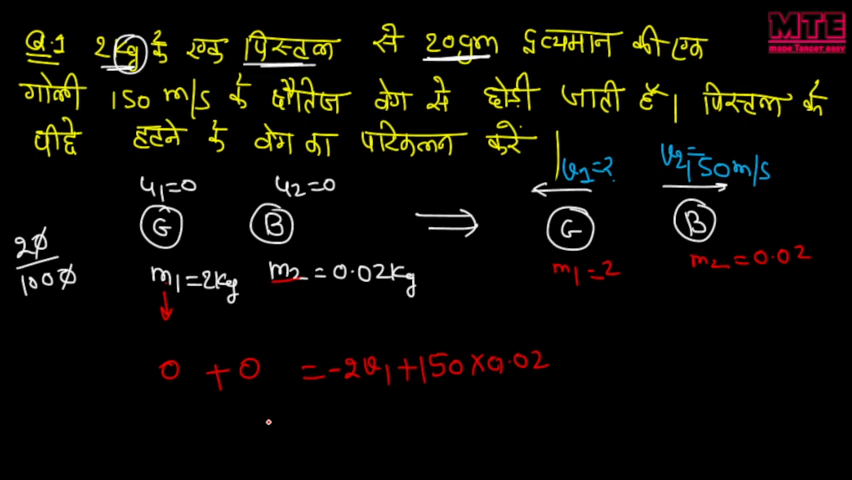 MTE
MADE TARGET EASY
Q.1 2Kg के एक पिस्तल से 20gm द्रव्यमान की एक
गोली 150 m/s के क्षैतिज वेग से छोड़ी जाती है। पिस्तल के
पीछे हटने के वेग का परिकलन करें।
u1=0 u2=0 v1=? v2=150m/s
G B ⟹ G B
20/1000 m1=2Kg m2=0.02Kg m1=2 m2=0.02
0 + 0 = -2v1+150×0.02